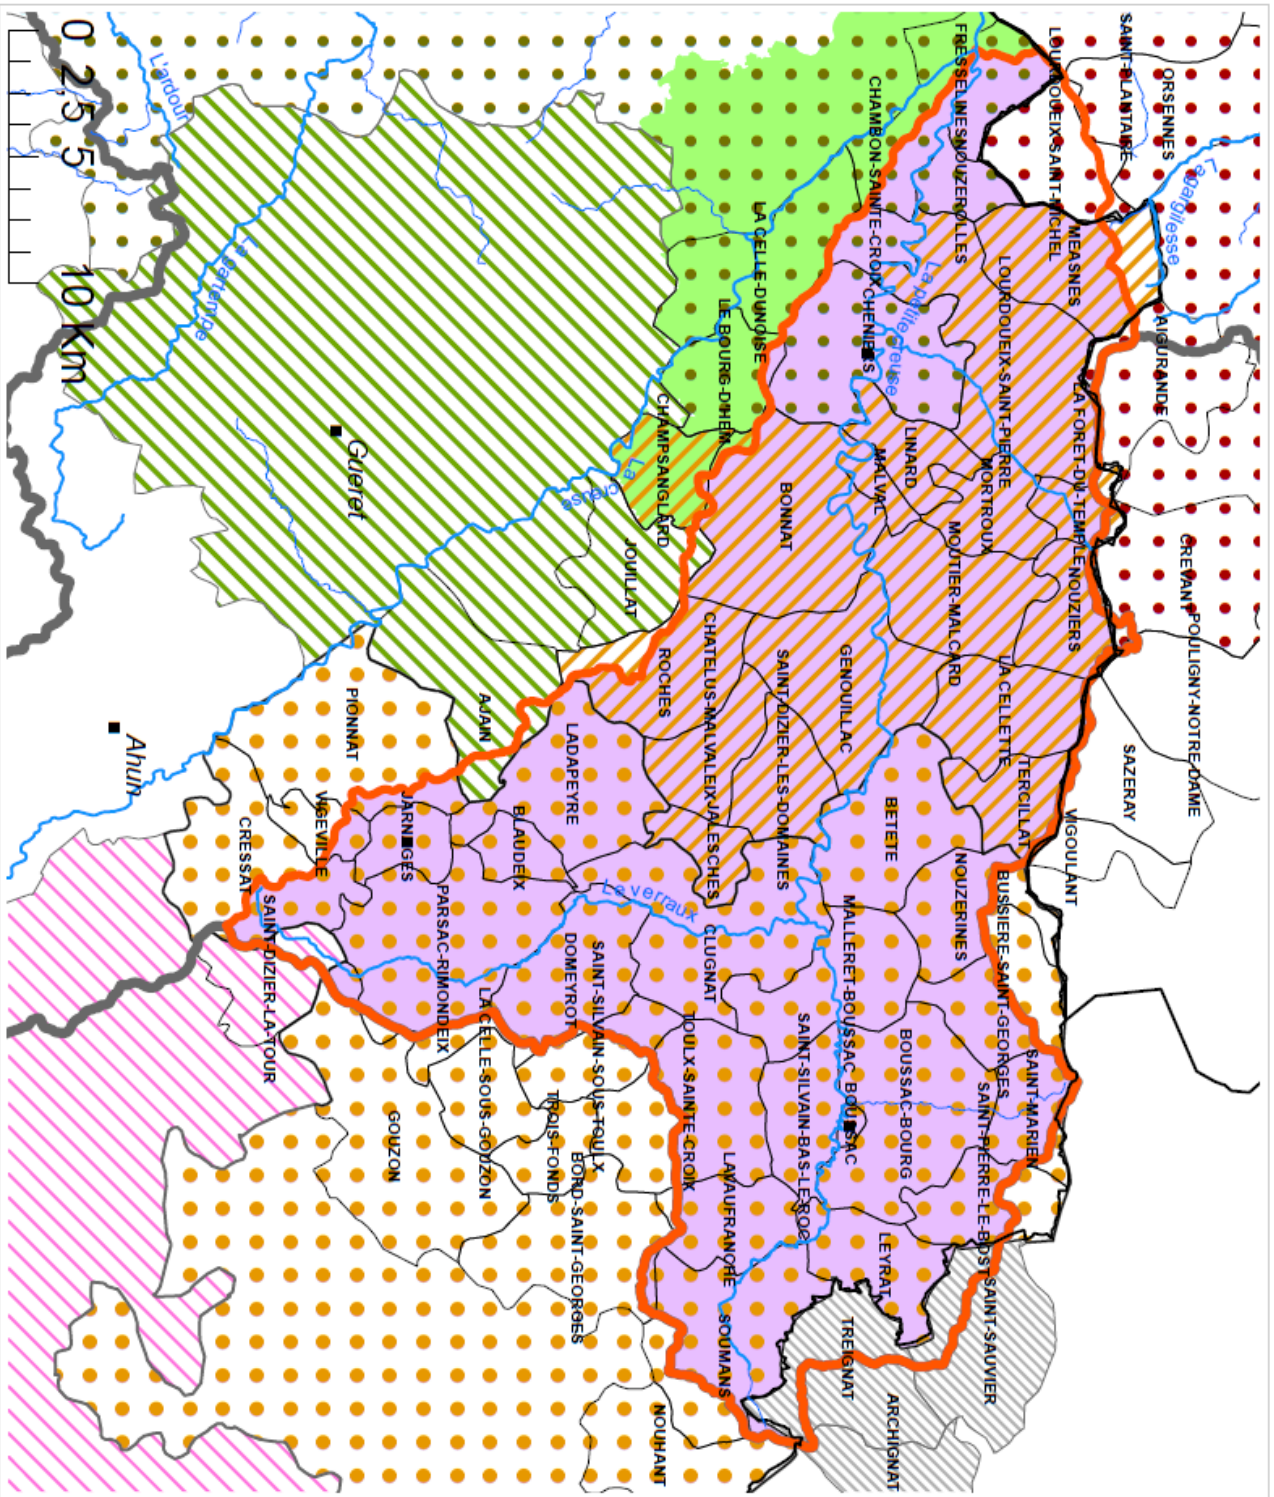 SAINT-PLANTAIRE
ORSENNES
LOURDOUEIX-SAINT-MICHEL
La gargilesse
FRESSELINES
NOUZEROLLES
MEASNES
AIGURANDE
CHAMBON-SAINTE-CROIX
CHENIERS
La petite creuse
LOURDOUEIX-SAINT-PIERRE
LA FORET-DU-TEMPLE
NOUZIERS
CREVANT
POULIGNY-NOTRE-DAME
LA CELLE-DUNOISE
LE BOURG-D'HEM
LINARD
MALVAL
MORTROUX
MOUTIER-MALCARD
CHAMPSANGLARD
BONNAT
La creuse
JOUILLAT
LA CELLETTE
TERCILLAT
SAZERAY
VIGOULANT
GENOUILLAC
SAINT-DIZIER-LES-DOMAINES
CHATELUS-MALVALEIX
JALESCHES
ROCHES
L'ardour
La gartempe
Gueret
AJAIN
LADAPEYRE
BETETE
NOUZERINES
BUSSIERE-SAINT-GEORGES
PIONNAT
Ahun
VIGEVILLE
JARNAGES
BLAUDEIX
CRESSAT
SAINT-DIZIER-LA-TOUR
PARSAC-RIMONDEIX
DOMEYROT
SAINT-SILVAIN-SOUS-TOULX
Le verraux
CLUGNAT
MALLERET-BOUSSAC
BOUSSAC
BOUSSAC-BOURG
SAINT-MARIEN
SAINT-PIERRE-LE-BOST
SAINT-SILVAIN-BAS-LE-ROC
TOULX-SAINTE-CROIX
LA CELLE-SOUS-GOUZON
TROIS-FONDS
GOUZON
BORD-SAINT-GEORGES
LAVAUFRANCHE
LEYRAT
SAINT-SAUVIER
SOUMANS
TREIGNAT
ARCHIGNAT
NOUHANT
0 2,5 5 10 Km